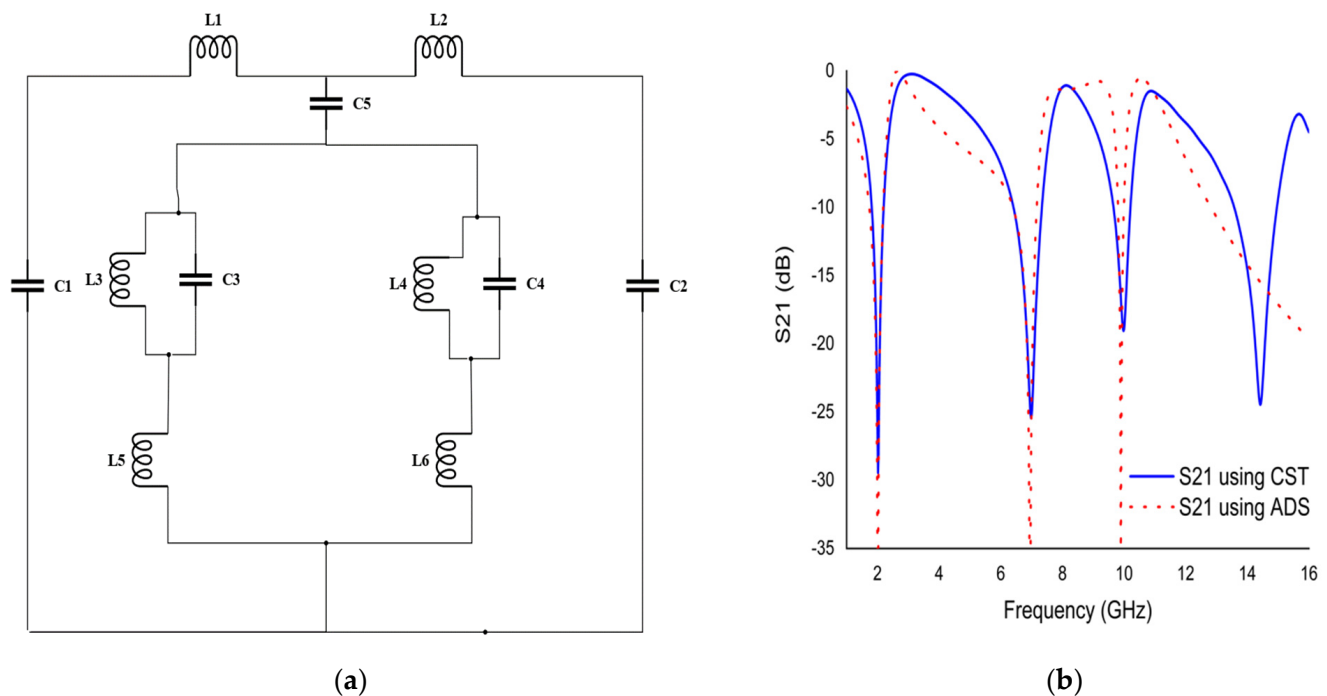 L1
L2
C5
L3
C3
L4
C4
C1
C2
L5
L6
(a)
0
-5
-10
-15
-20
-25
-30
-35
S21 (dB)
2 4 6 8 10 12 14 16
Frequency (GHz)
S21 using CST
S21 using ADS
(b)